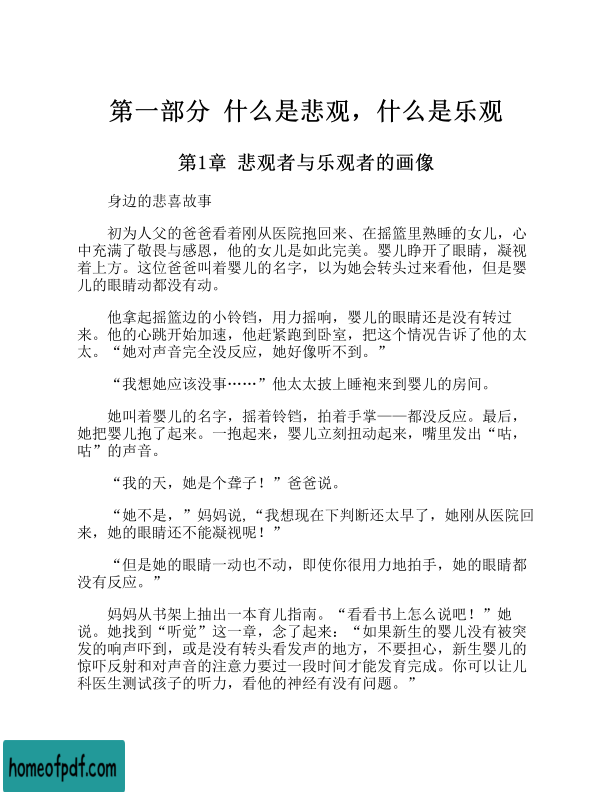 第一部分 什么是悲观，什么是乐观
第1章 悲观者与乐观者的画像
身边的悲喜故事
初为人父的爸爸看着刚从医院抱回来、在摇篮里熟睡的女儿，心
中充满了敬畏与感恩，他的女儿是如此完美。婴儿睁开了眼睛，凝视
着上方。这位爸爸叫着婴儿的名字，以为她会转头过来看他，但是婴
儿的眼睛动都没有动。
他拿起摇篮边的小铃铛，用力摇响，婴儿的眼睛还是没有转过
来。他的心跳开始加速，他赶紧跑到卧室，把这个情况告诉了他的太
太。“她对声音完全没反应，她好像听不到。”
“我想她应该没事……”他太太披上睡袍来到婴儿的房间。
她叫着婴儿的名字，摇着铃铛，拍着手掌——都没反应。最后，
她把婴儿抱了起来。一抱起来，婴儿立刻扭动起来，嘴里发出“咕，
咕”的声音。
“我的天，她是个聋子！”爸爸说。
“她不是，”妈妈说,“我想现在下判断还太早了，她刚从医院回
来，她的眼睛还不能凝视呢！”
“但是她的眼睛一动也不动，即使你很用力地拍手，她的眼睛都
没有反应。”
妈妈从书架上抽出一本育儿指南。“看看书上怎么说吧！”她
说。她找到“听觉”这一章，念了起来：“如果新生的婴儿没有被突
发的响声吓到，或是没有转头看发声的地方，不要担心，新生婴儿的
惊吓反射和对声音的注意力要过一段时间才能发育完成。你可以让儿
科医生测试孩子的听力，看他的神经有没有问题。”
homeofpdf.com